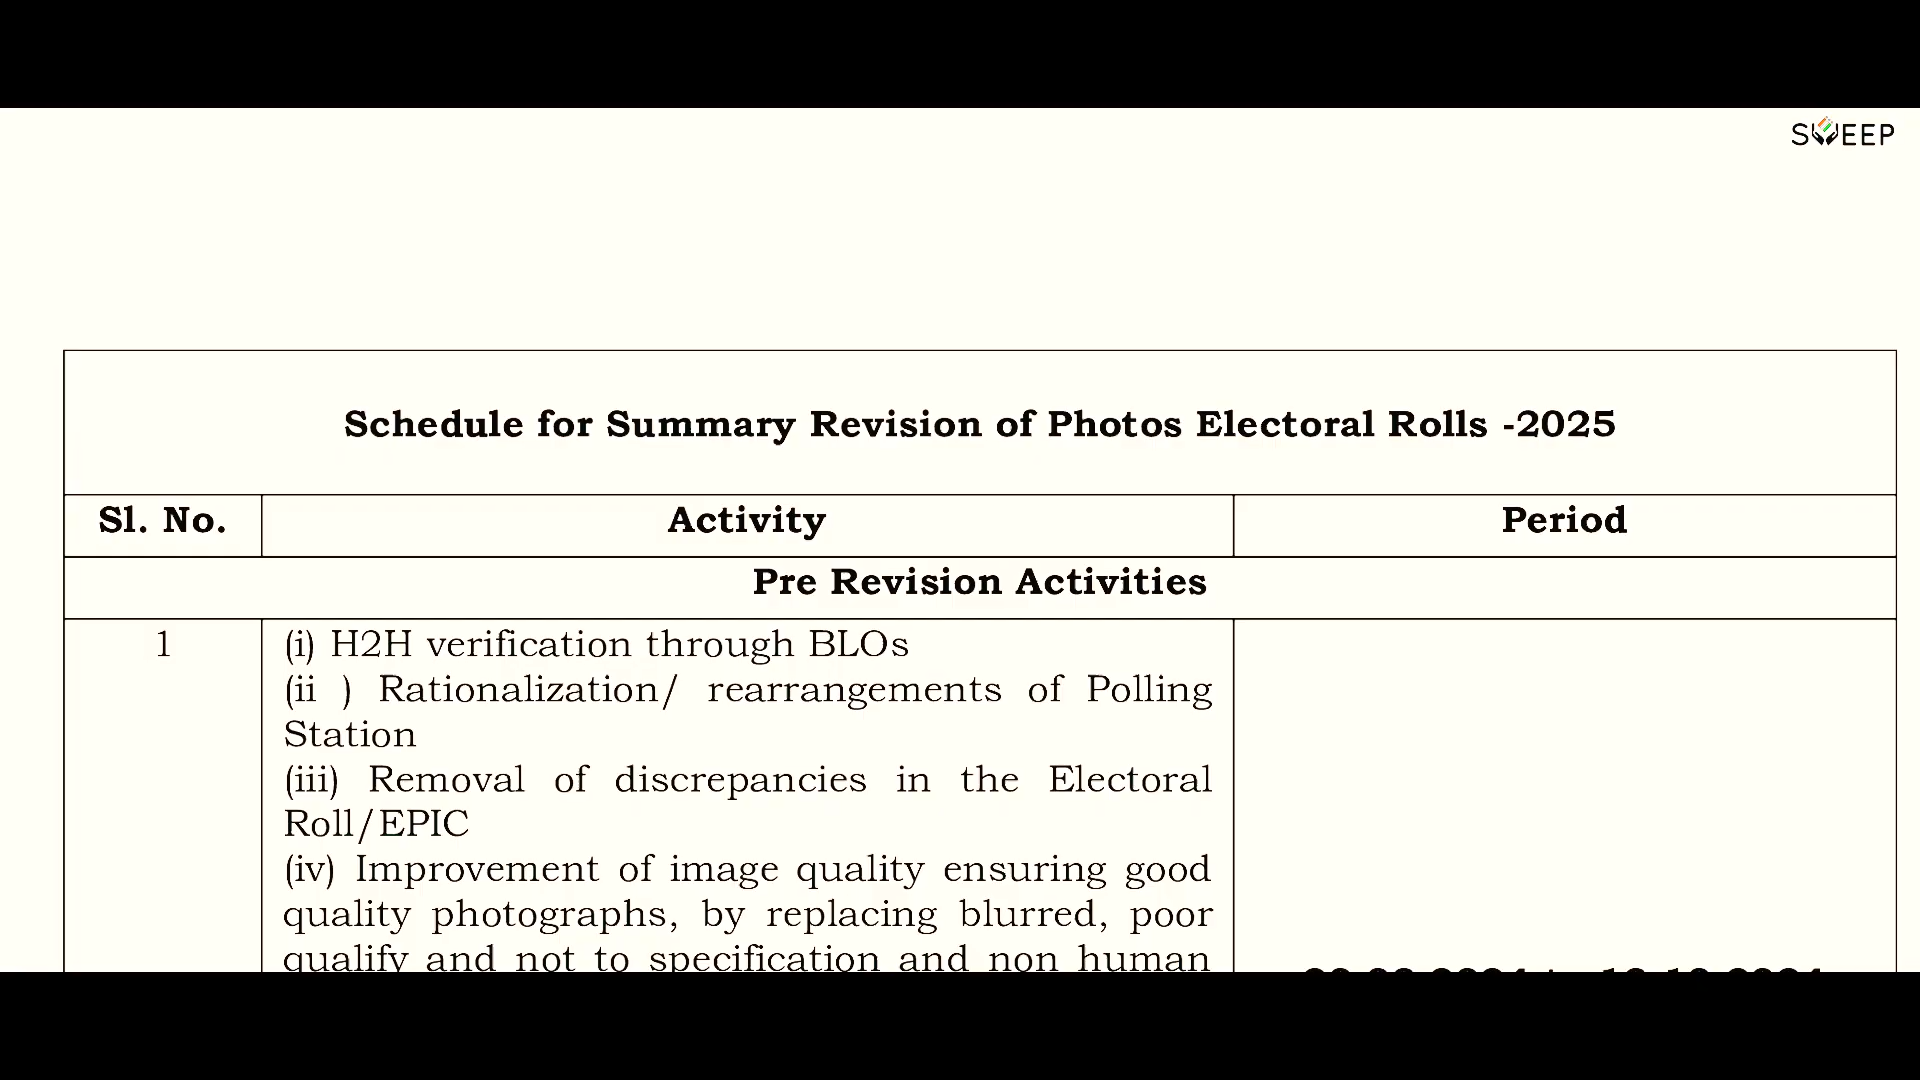 SWEEP
Schedule for Summary Revision of Photos Electoral Rolls -2025
Sl. No.
Activity
Period
Pre Revision Activities
1
(i) H2H verification through BLOs
(ii ) Rationalization/ rearrangements of Polling
Station
(iii) Removal of discrepancies in the Electoral
Roll/EPIC
(iv) Improvement of image quality ensuring good
quality photographs, by replacing blurred, poor
qualify and not to specification and non human